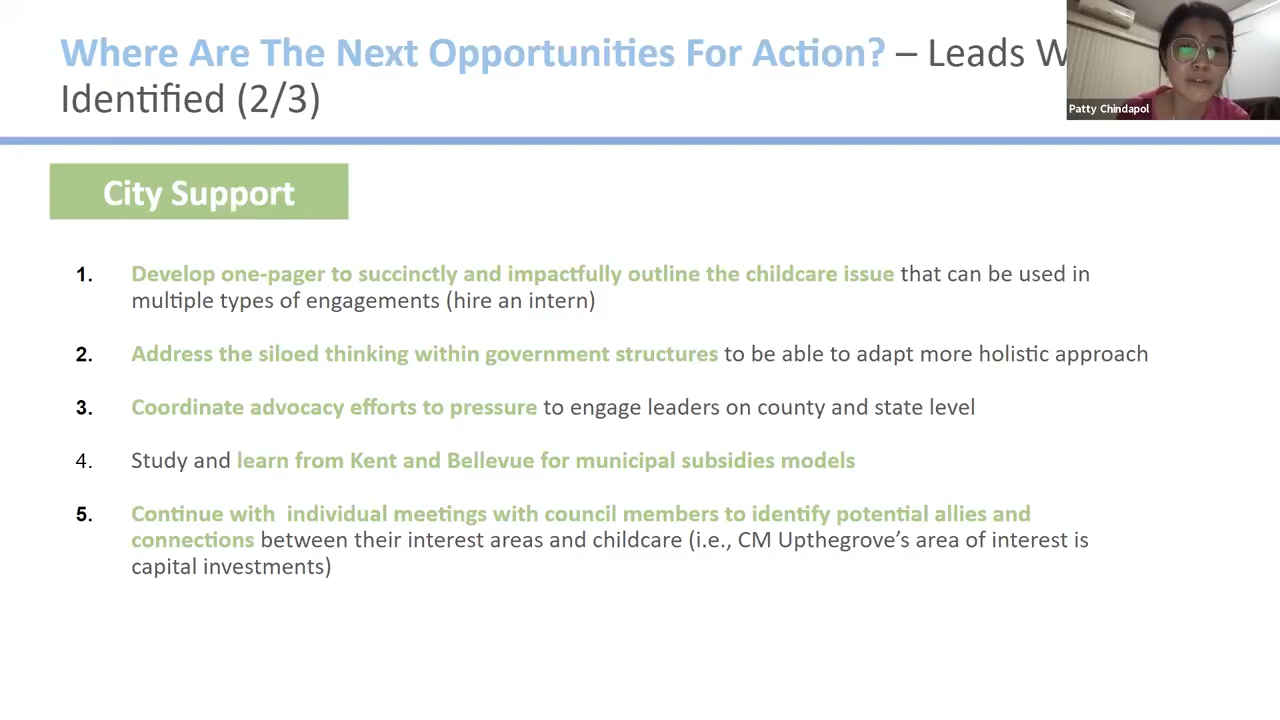 Where Are The Next Opportunities For Action? – Leads
Identified (2/3)
Patty Chindapol
City Support
1. Develop one-pager to succinctly and impactfully outline the childcare issue that can be used in
multiple types of engagements (hire an intern)
2. Address the siloed thinking within government structures to be able to adapt more holistic approach
3. Coordinate advocacy efforts to pressure to engage leaders on county and state level
4. Study and learn from Kent and Bellevue for municipal subsidies models
5. Continue with individual meetings with council members to identify potential allies and
connections between their interest areas and childcare (i.e., CM Upthegrove’s area of interest is
capital investments)